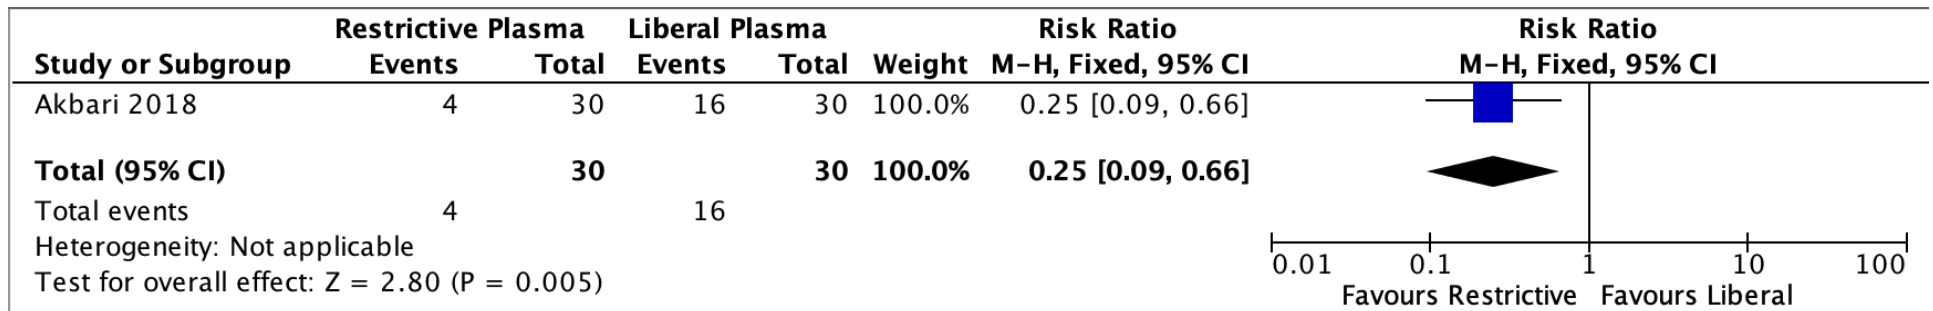 Restrictive Plasma Liberal Plasma Risk Ratio Risk Ratio
Study or Subgroup Events Total Events Total Weight M-H, Fixed, 95% CI M-H, Fixed, 95% CI
Akbari 2018 4 30 16 30 100.0% 0.25 [0.09, 0.66]
Total (95% CI) 30 30 100.0% 0.25 [0.09, 0.66]
Total events 4 16
Heterogeneity: Not applicable
Test for overall effect: Z = 2.80 (P = 0.005)
0.01 0.1 1 10 100
Favours Restrictive Favours Liberal